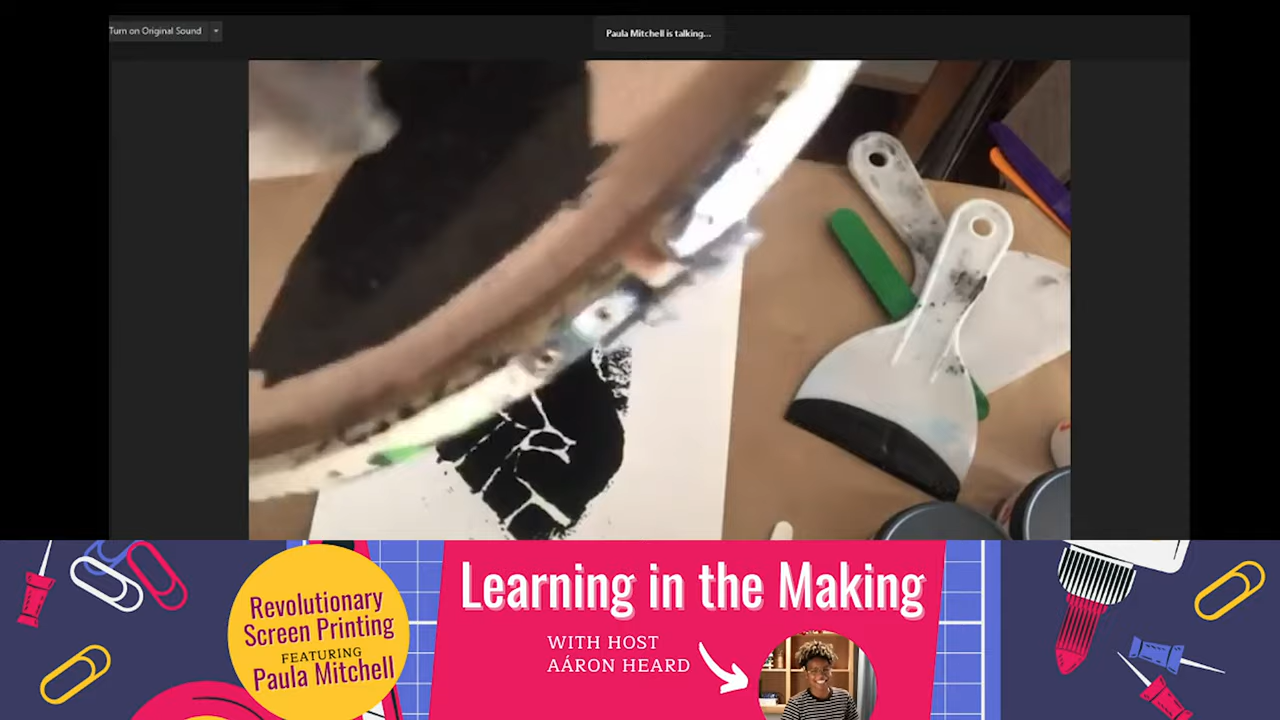 Turn on Original Sound
Paula Mitchell is talking...
Revolutionary
Screen Printing
FEATURING
Paula Mitchell
Learning in the Making
WITH HOST
AÁRON HEARD